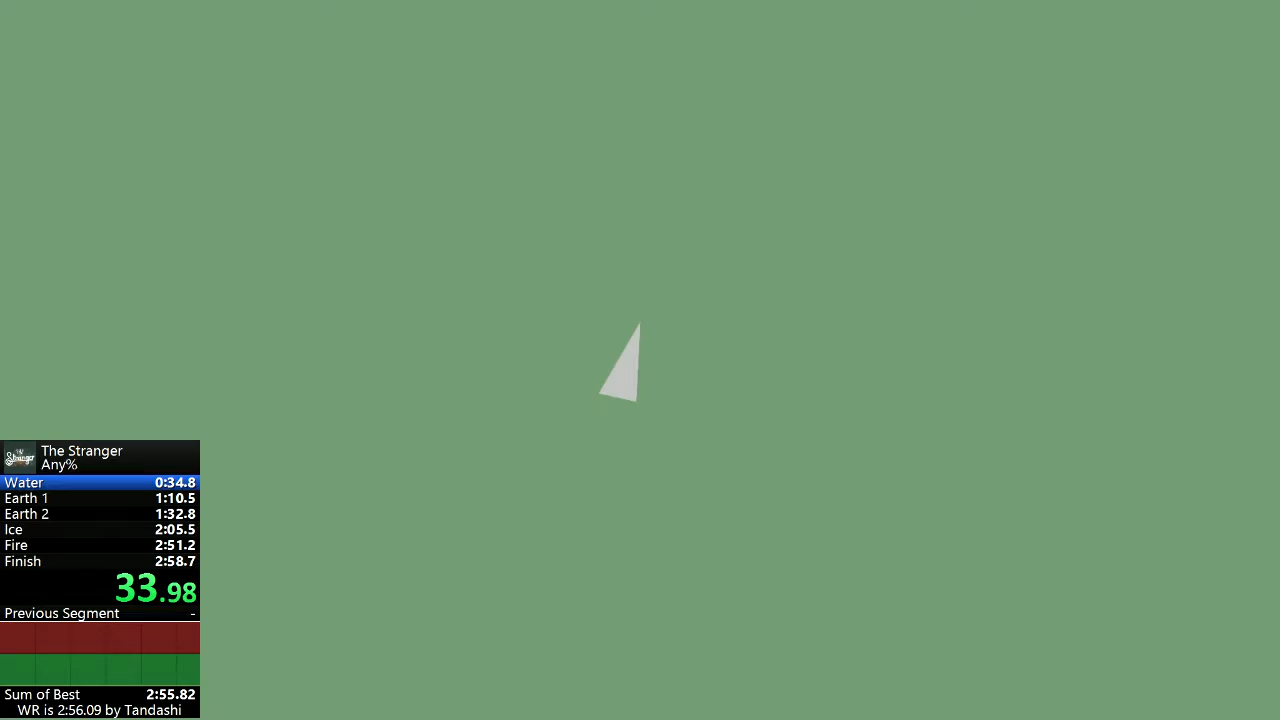 The Stranger
Any%
Water 0:34.8
Earth 1 1:10.5
Earth 2 1:32.8
Ice 2:05.5
Fire 2:51.2
Finish 2:58.7
33.98
Previous Segment -
Sum of Best 2:55.82
WR is 2:56.09 by Tandashi